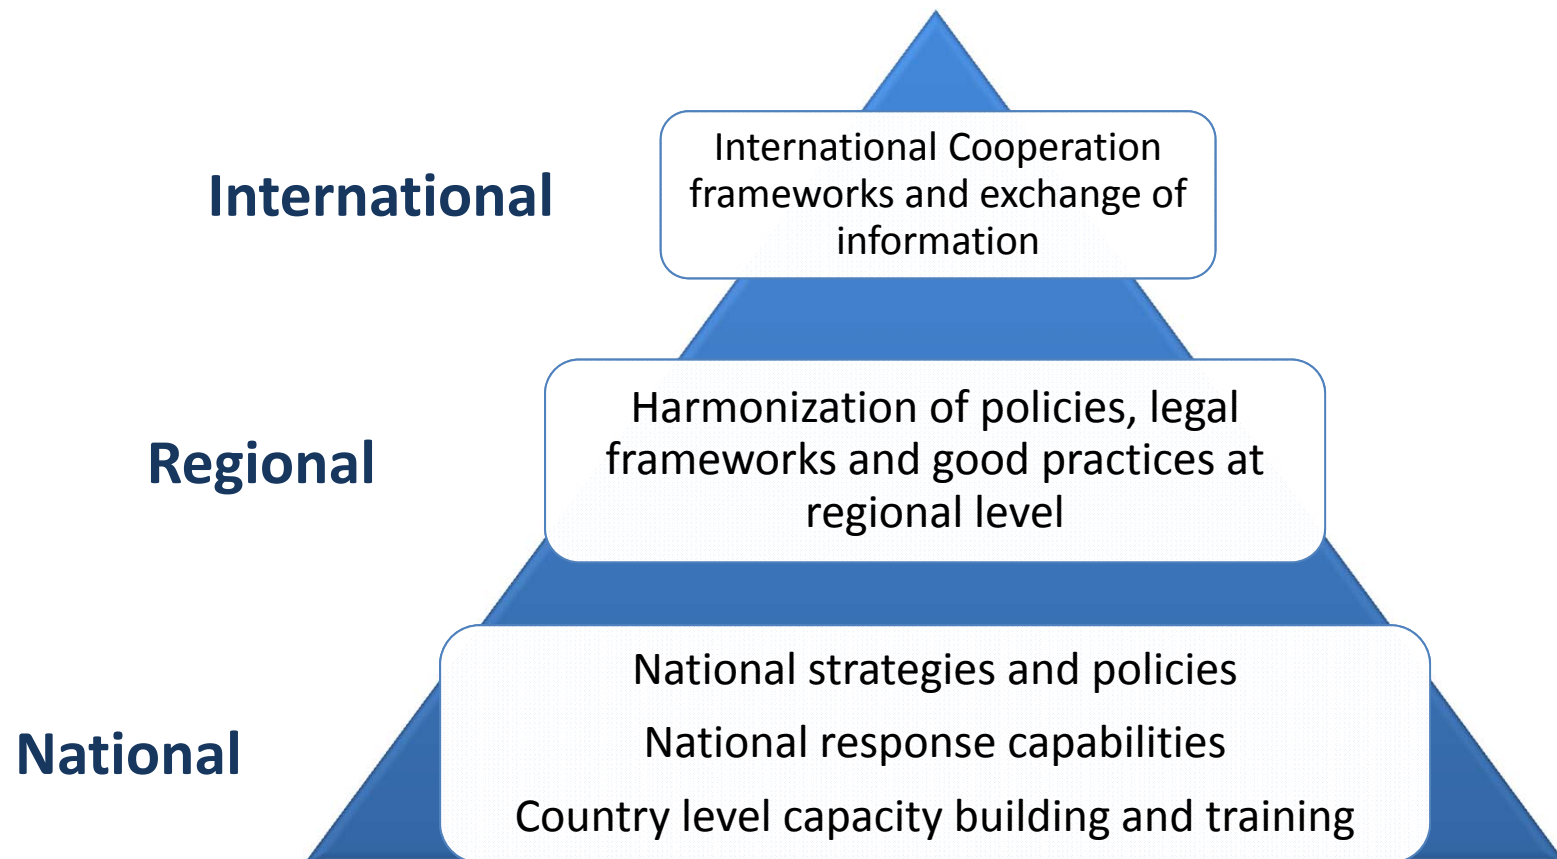 International
International Cooperation
frameworks and exchange of
information
Regional
Harmonization of policies, legal
frameworks and good practices at
regional level
National
National strategies and policies
National response capabilities
Country level capacity building and training